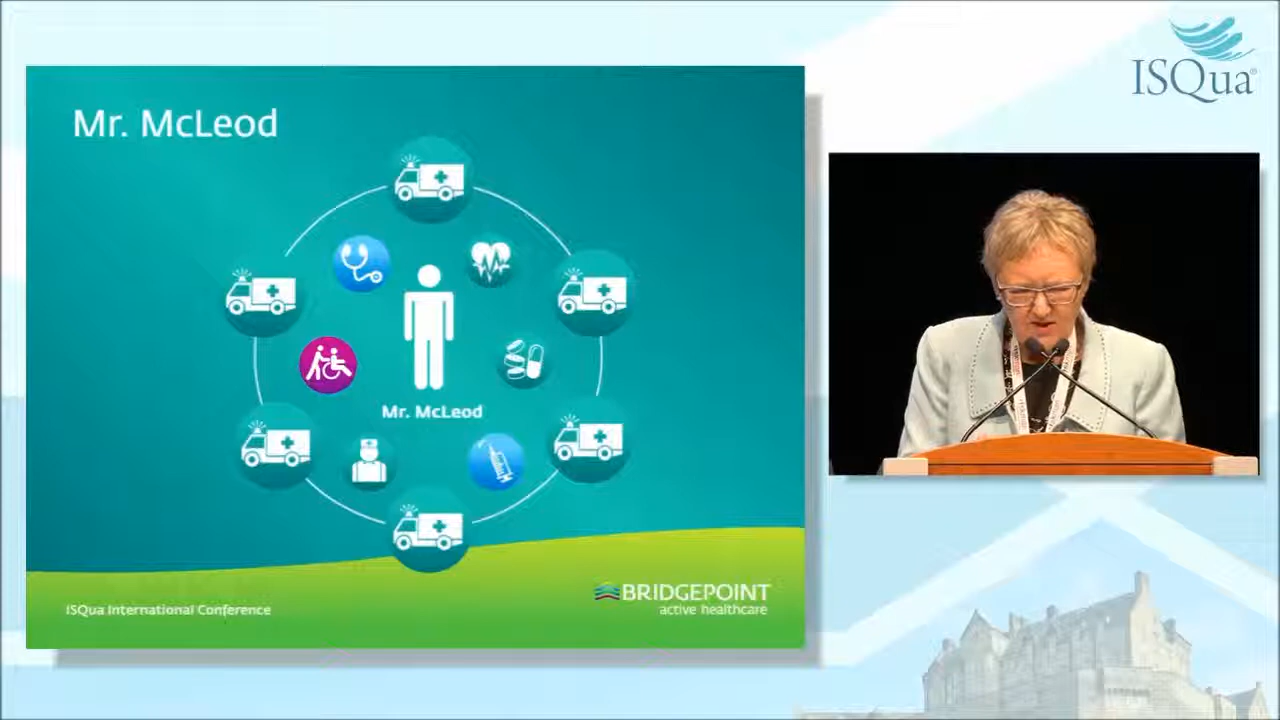 Mr. McLeod
Mr. McLeod
ISQua International Conference
BRIDGEPOINT
active healthcare
ISQua®